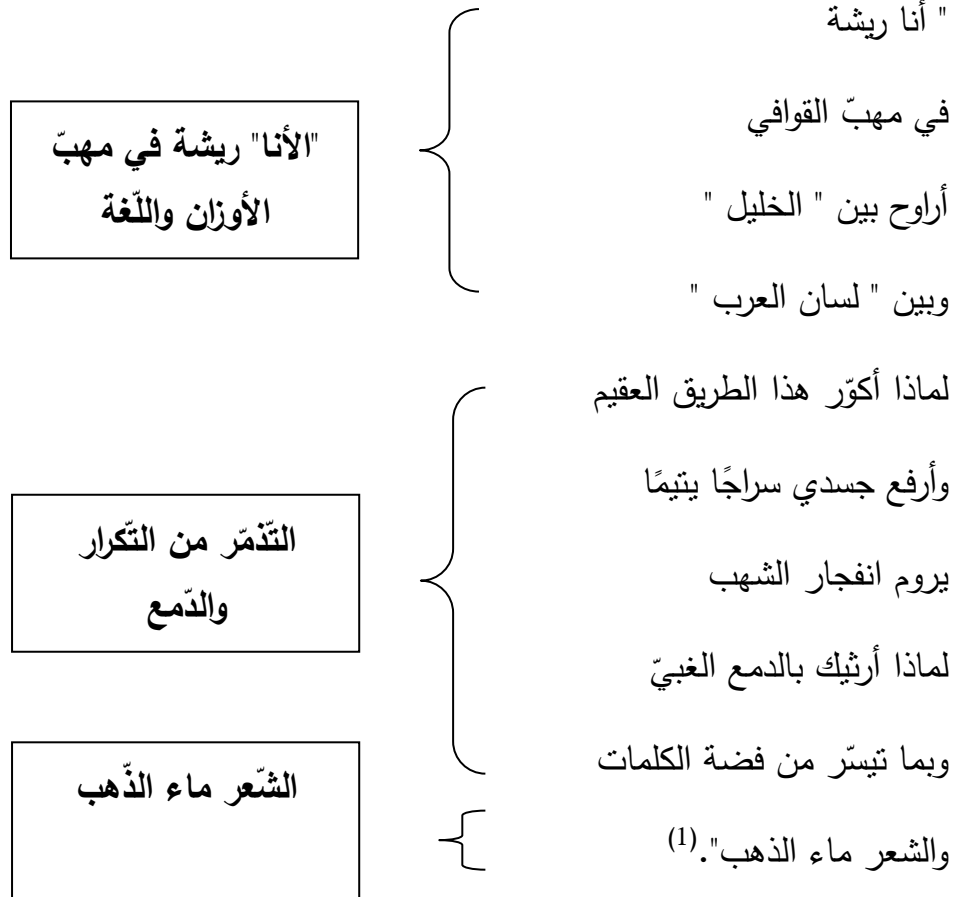 " أنا ريشة
في مهبّ القوافي
أراوح بين " الخليل "
وبين " لسان العرب "
"الأنا" ريشة في مهبّ
الأوزان واللّغة
لماذا أكوّر هذا الطريق العقيم
وأرفع جسدي سراجًا يتيمًا
يروم انفجار الشهب
لماذا أرثيك بالدمع الغبيّ
وبما تيسّر من فضة الكلمات
التّذمّر من التّكرار
والدّمع
والشعر ماء الذهب".(1)
الشّعر ماء الذّهب